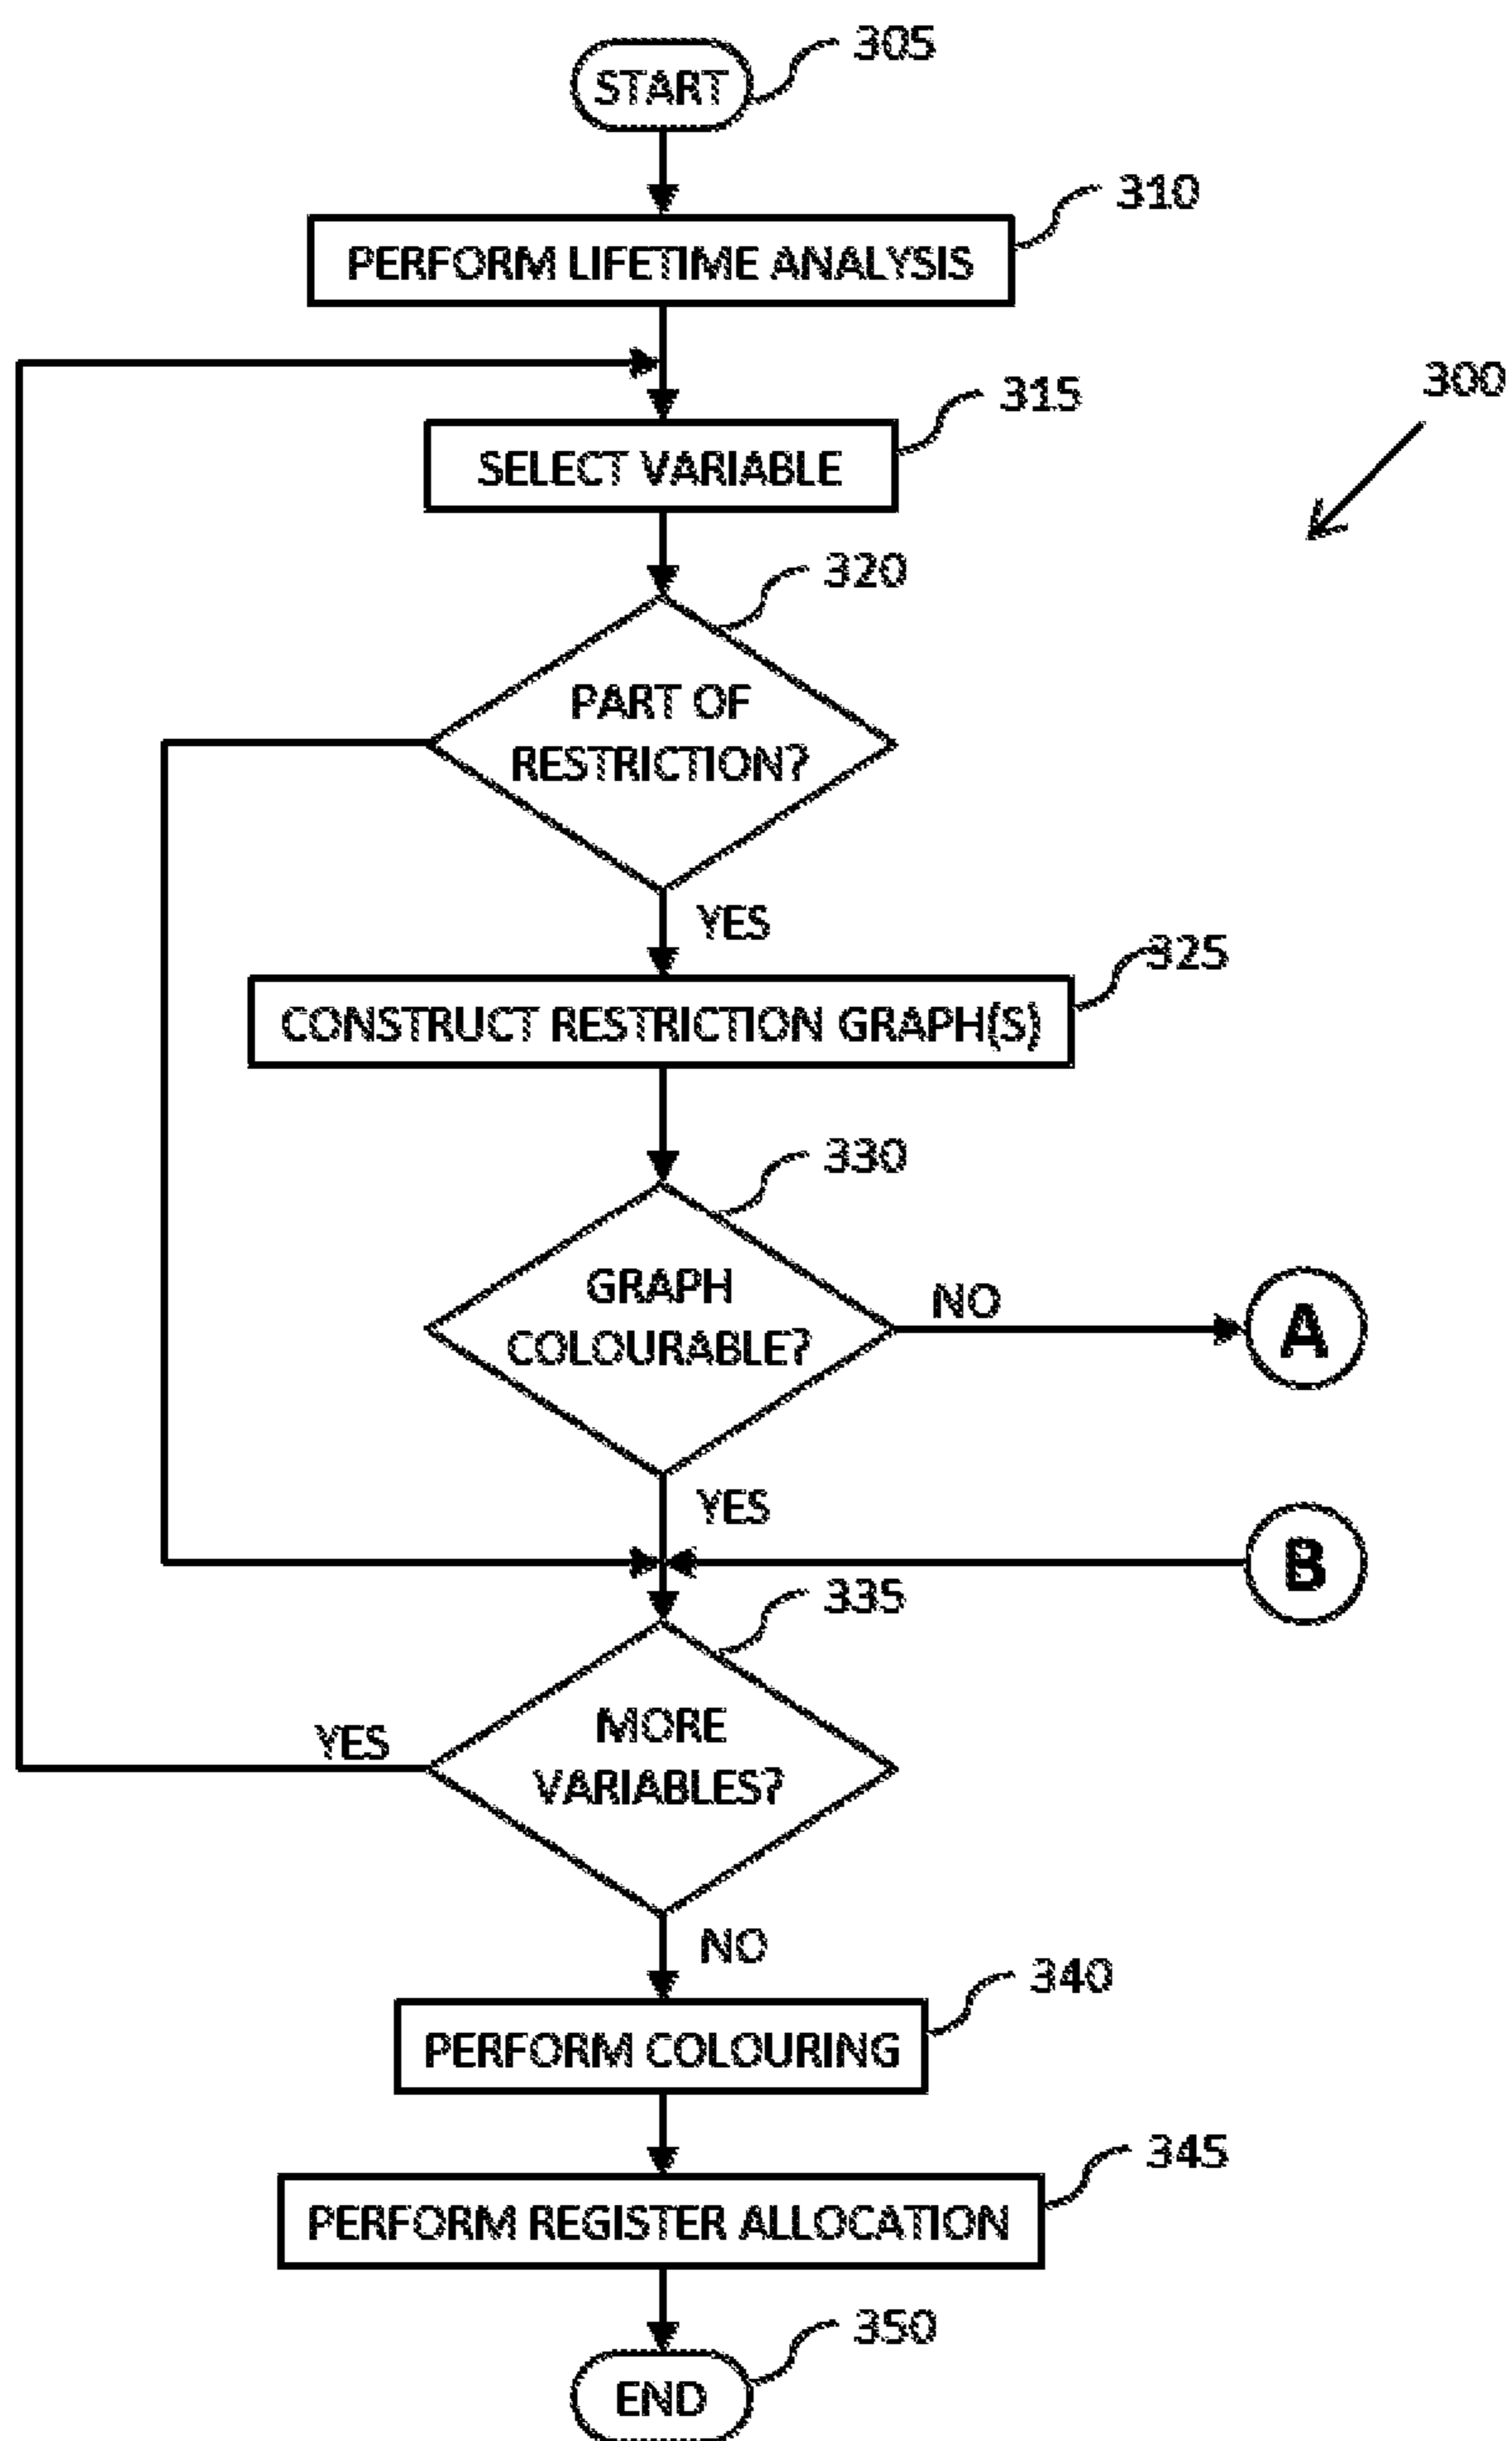 305
START
310
PERFORM LIFETIME ANALYSIS
300
315
SELECT VARIABLE
320
PART OF
RESTRICTION?
YES
325
CONSTRUCT RESTRICTION GRAPH(S)
330
GRAPH
COLOURABLE?
NO
A
YES
B
335
MORE
VARIABLES?
YES
NO
340
PERFORM COLOURING
345
PERFORM REGISTER ALLOCATION
350
END